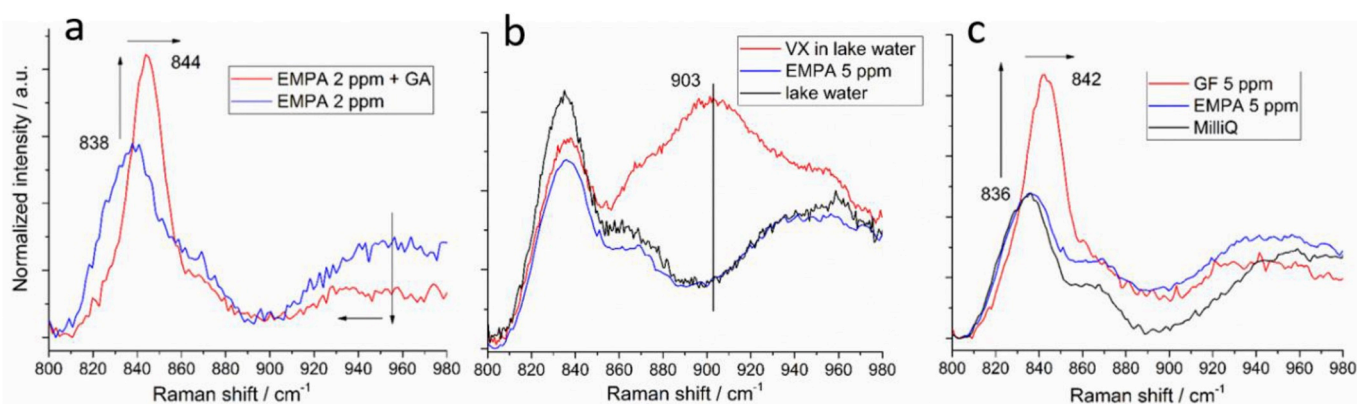 a
844
838
EMPA 2 ppm + GA
EMPA 2 ppm
Normalized intensity / a.u.
800 820 840 860 880 900 920 940 960 980
Raman shift / cm-1
b
903
VX in lake water
EMPA 5 ppm
lake water
800 820 840 860 880 900 920 940 960 980
Raman shift / cm-1
c
842
836
GF 5 ppm
EMPA 5 ppm
MilliQ
800 820 840 860 880 900 920 940 960 980
Raman shift / cm-1